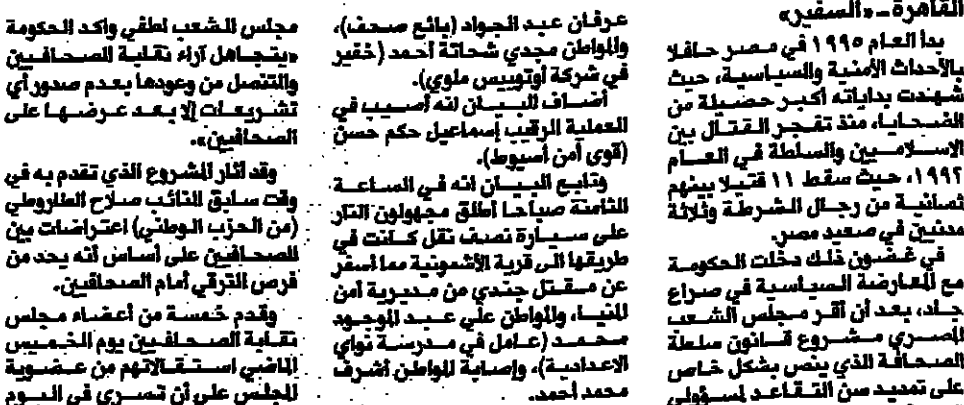 القاهرة ـ «السفير»
بدأ العام ١٩٩٥ في مصر حافلا
بالأحداث الأمنية والسياسية، حيث
شهدت بداياته أكبر حصيلة من
الضحايا، منذ تفجر القتال بين
الاسلاميين والسلطة في العام
١٩٩٢، حيث سقط ١١ قتيلا بينهم
ثمانية من رجال الشرطة وثلاثة
مدنيين في صعيد مصر.
في غضون ذلك دخلت الحكومة
مع المعارضة السياسية في صراع
جاد، بعد أن أقر مجلس الشعب
المصري مشروع قانون سلطة
الصحافة الذي ينص بشكل خاص
على تمديد سن التقاعد لمسؤولي
عرفان عبد الجواد (بائع صحف)،
والمواطن مجدي شحاتة أحمد (خفير
في شركة أوتوبيس ملوي).
أضاف البيان انه أصيب في
العملية الرقيب إسماعيل حكم حسن
(قوى أمن أسيوط).
وتابع البيان انه في الساعة
الثامنة صباحا أطلق مجهولون النار
على سيارة نصف نقل كانت في
طريقها الى قرية الأشمونية مما أسفر
عن مقتل جندي من مديرية أمن
المنيا، والمواطن علي عبد الموجود
محمد (عامل في مدرسة نواي
الاعدادية)، وإصابة المواطن أشرف
محمد أحمد.
مجلس الشعب لطفي واكد الحكومة
«بتجاهل آراء نقابة الصحافيين
والتنصل من وعودها بعدم صدور أي
تشريعات إلا بعد عرضها على
الصحافيين».
وقد أثار المشروع الذي تقدم به في
وقت سابق النائب صلاح الطاروطي
(من الحزب الوطني) اعتراضات بين
الصحافيين على أساس أنه يحد من
فرص الترقي أمام الصحافيين.
وقدم خمسة من أعضاء مجلس
نقابة الصحافيين يوم الخميس
الماضي استقالاتهم من عضوية
المجلس على أن تسري في اليوم